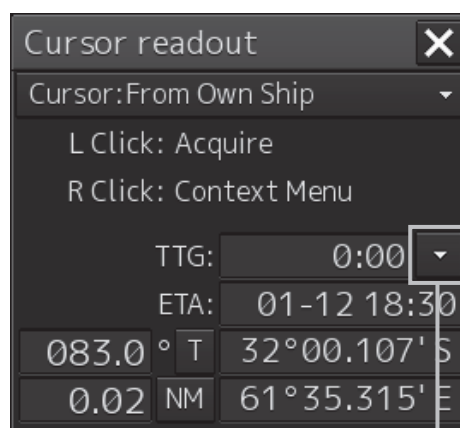 Cursor readout
Cursor:From Own Ship
L Click: Acquire
R Click: Context Menu
TTG: 0:00
ETA: 01-12 18:30
083.0 ° T 32°00.107' S
0.02 NM 61°35.315' E